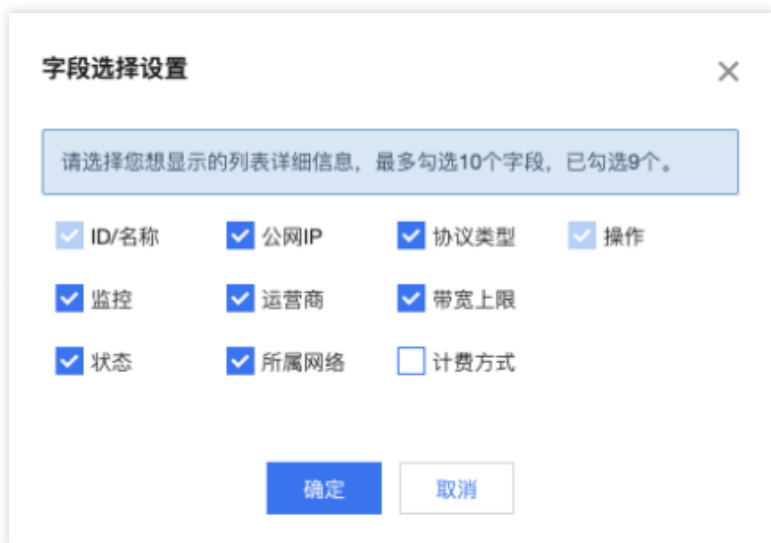 字段选择设置
请选择您想显示的列表详细信息，最多勾选10个字段，已勾选9个。
ID/名称 公网IP 协议类型 操作
监控 运营商 带宽上限
状态 所属网络 计费方式
确定 取消